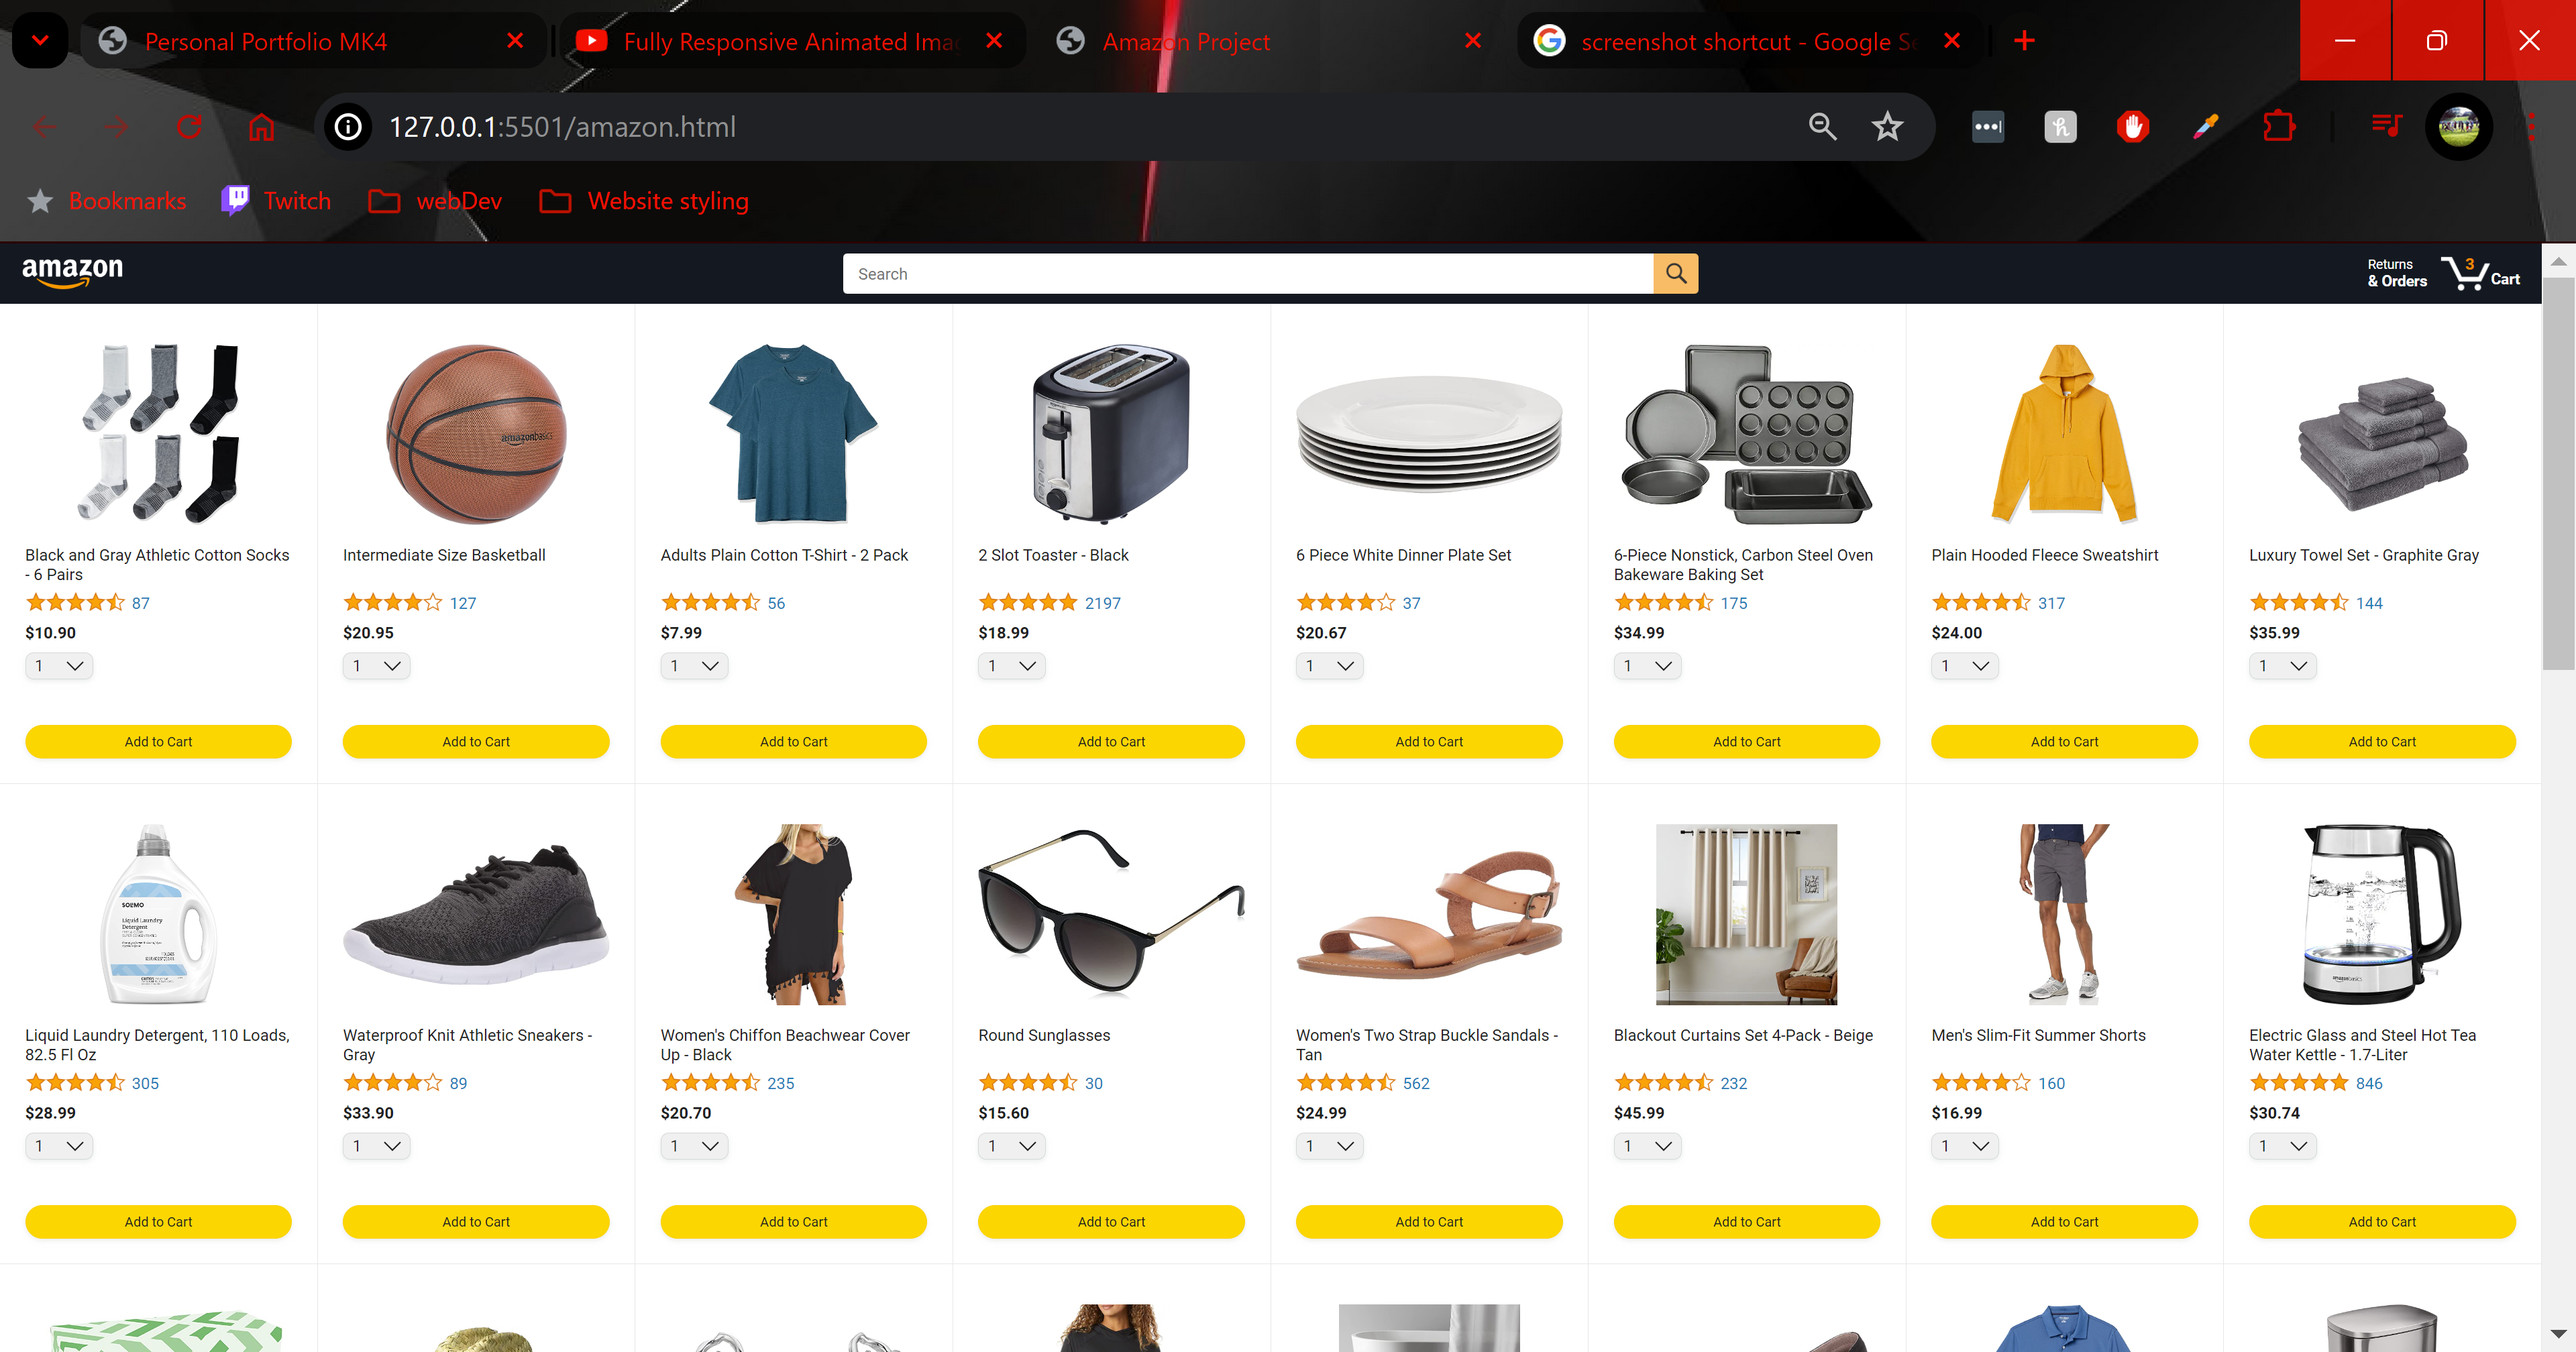 Personal Portfolio MK4
Fully Responsive Animated Ima
Amazon Project
screenshot shortcut - Google Se
127.0.0.1:5501/amazon.html
Bookmarks
Twitch
webDev
Website styling
amazon
Search
Returns
& Orders
3
Cart
amazonbasics
Black and Gray Athletic Cotton Socks
- 6 Pairs
87
$10.90
1
Add to Cart
Intermediate Size Basketball
127
$20.95
1
Add to Cart
Adults Plain Cotton T-Shirt - 2 Pack
56
$7.99
1
Add to Cart
2 Slot Toaster - Black
2197
$18.99
1
Add to Cart
6 Piece White Dinner Plate Set
37
$20.67
1
Add to Cart
6-Piece Nonstick, Carbon Steel Oven
Bakeware Baking Set
175
$34.99
1
Add to Cart
Plain Hooded Fleece Sweatshirt
317
$24.00
1
Add to Cart
Luxury Towel Set - Graphite Gray
144
$35.99
1
Add to Cart
SOLIMO
Liquid Laundry
Detergent
Liquid Laundry Detergent, 110 Loads,
82.5 Fl Oz
305
$28.99
1
Add to Cart
Waterproof Knit Athletic Sneakers -
Gray
89
$33.90
1
Add to Cart
Women's Chiffon Beachwear Cover
Up - Black
235
$20.70
1
Add to Cart
Round Sunglasses
30
$15.60
1
Add to Cart
Women's Two Strap Buckle Sandals -
Tan
562
$24.99
1
Add to Cart
Blackout Curtains Set 4-Pack - Beige
232
$45.99
1
Add to Cart
Men's Slim-Fit Summer Shorts
160
$16.99
1
Add to Cart
amazonbasics
Electric Glass and Steel Hot Tea
Water Kettle - 1.7-Liter
846
$30.74
1
Add to Cart